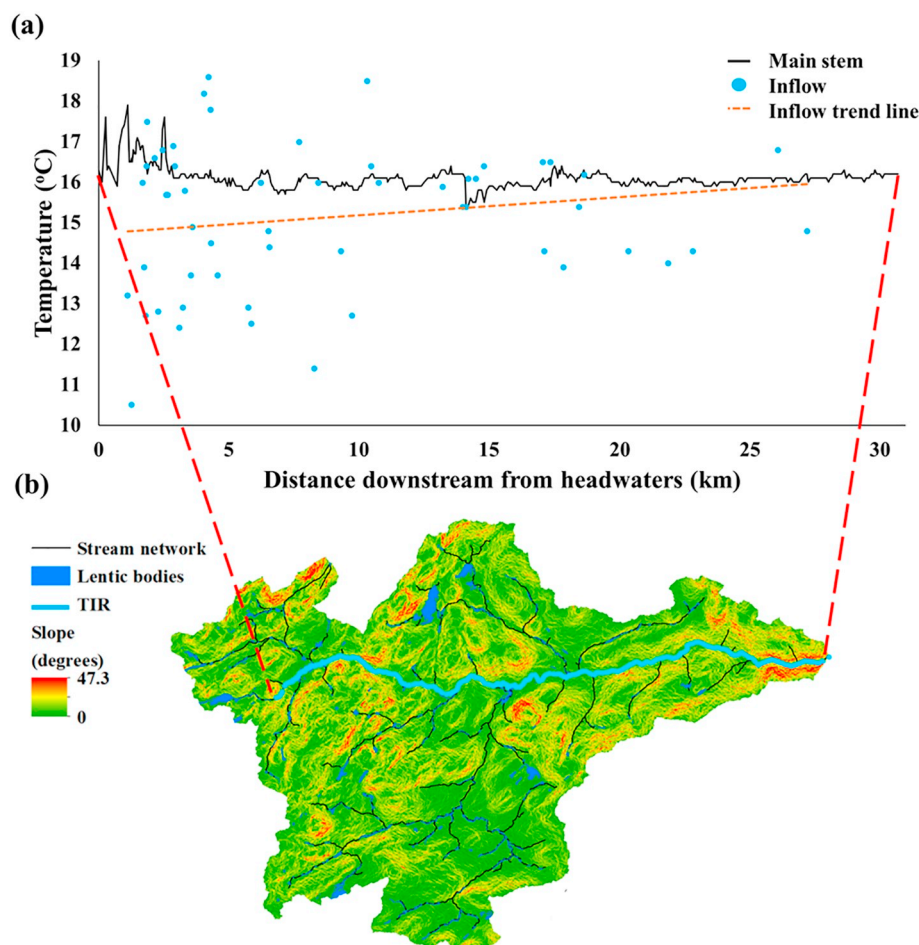 (a)
19
18
17
16
15
14
13
12
11
10
Temperature (oC)
Main stem
Inflow
Inflow trend line
0
5
10
15
20
25
30
Distance downstream from headwaters (km)
(b)
Stream network
Lentic bodies
TIR
Slope
(degrees)
47.3
0